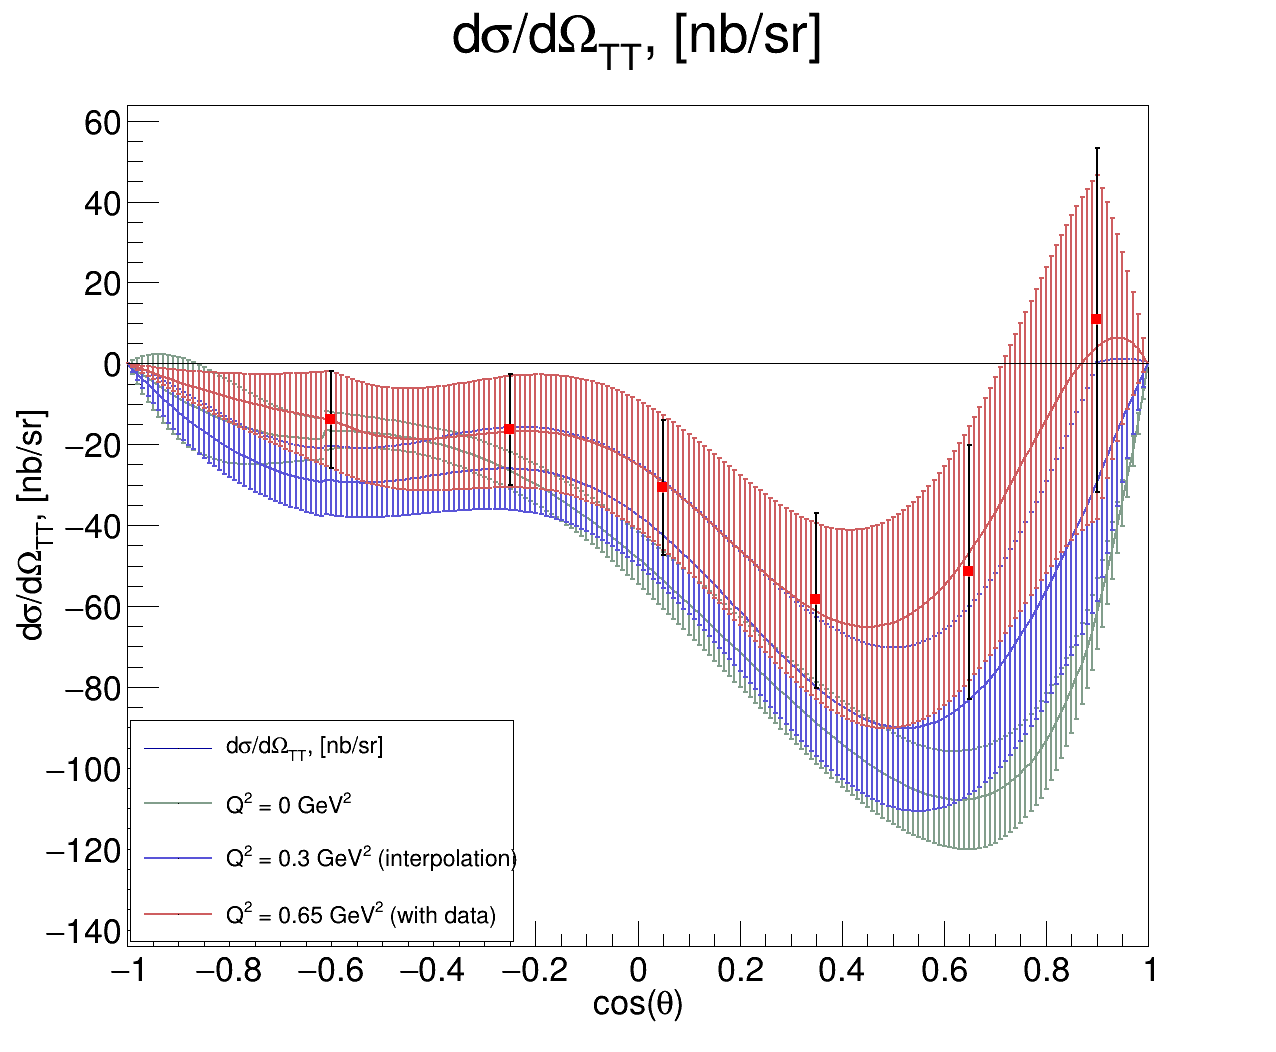 dσ/dΩ_TT, [nb/sr]
dσ/dΩ_TT, [nb/sr]
60
40
20
0
−20
−40
−60
−80
−100
−120
−140
dσ/dΩ_TT, [nb/sr]
Q² = 0 GeV²
Q² = 0.3 GeV² (interpolation)
Q² = 0.65 GeV² (with data)
−1 −0.8 −0.6 −0.4 −0.2 0 0.2 0.4 0.6 0.8 1
cos(θ)